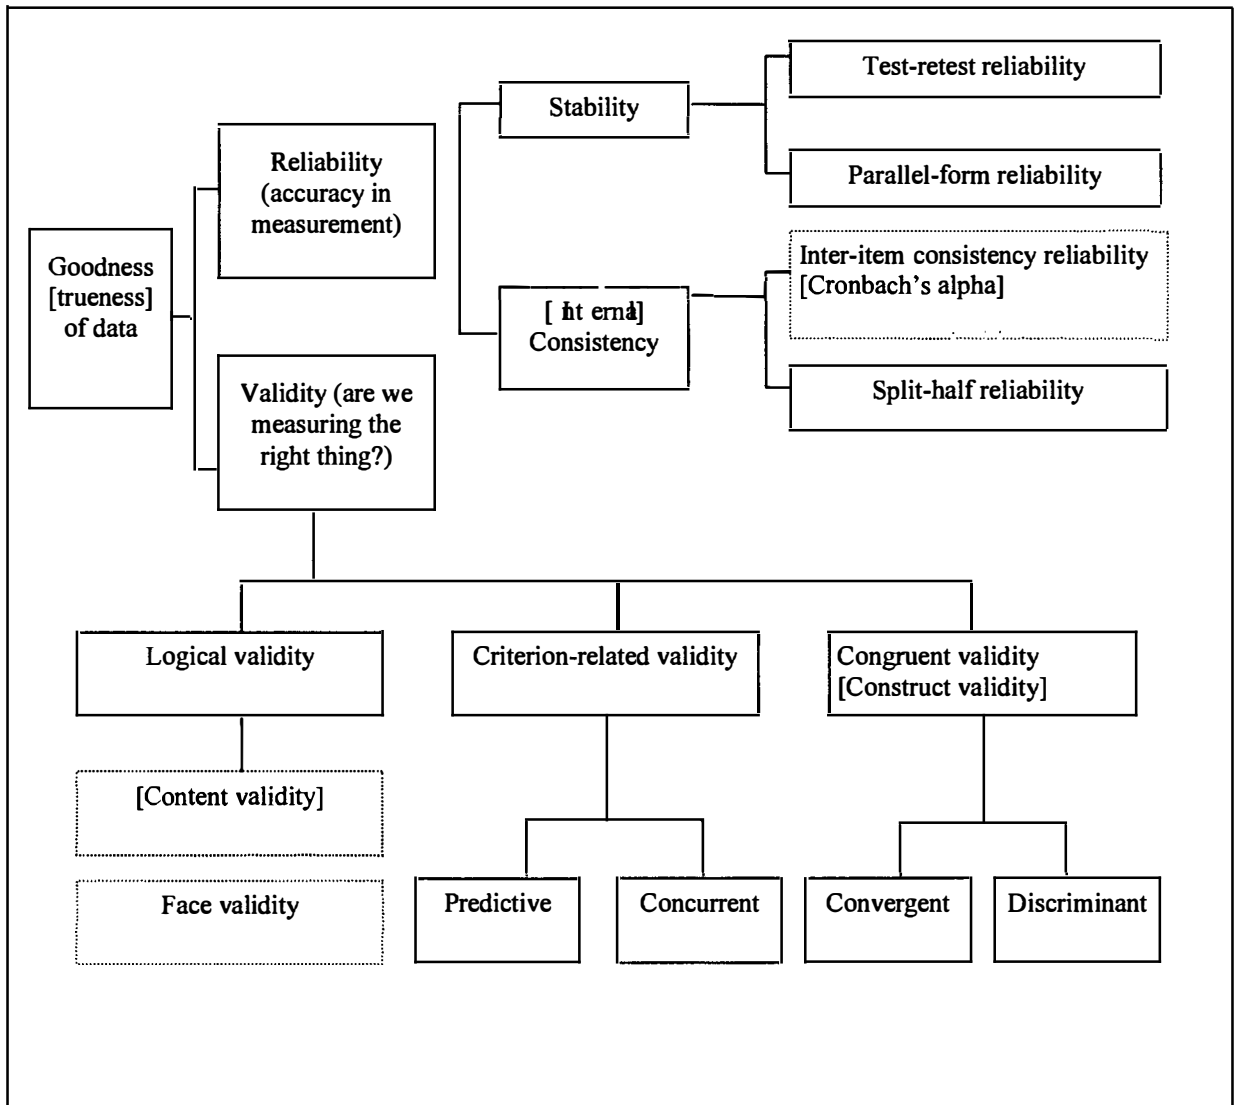 Test-retest reliability
Stability
Reliability
(accuracy in
measurement)
Parallel-form reliability
Goodness
[trueness]
of data
Inter-item consistency reliability
[Cronbach's alpha]
[Internal]
Consistency
Validity (are we
measuring the
right thing?)
Split-half reliability
Logical validity
Criterion-related validity
Congruent validity
[Construct validity]
[Content validity]
Face validity
Predictive
Concurrent
Convergent
Discriminant